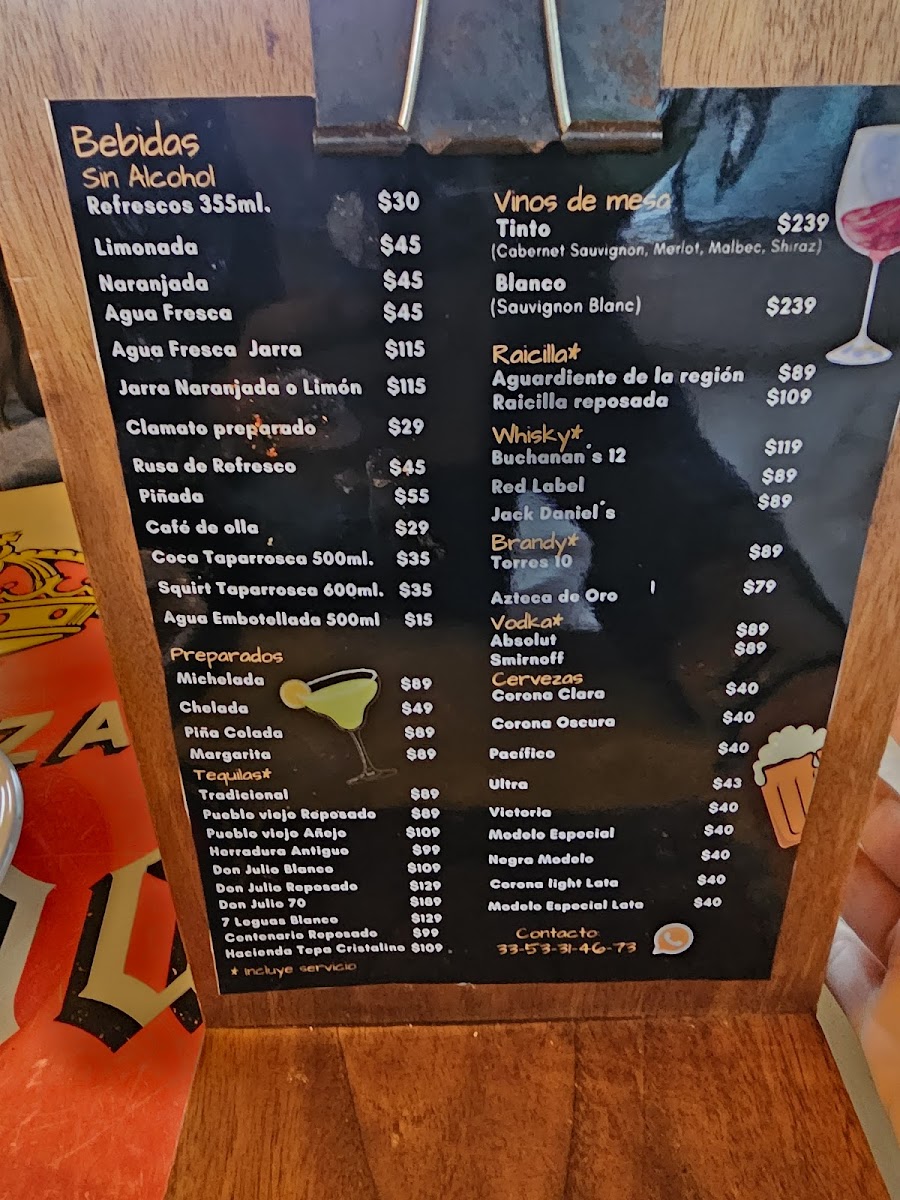 Bebidas
Sin Alcohol
Refrescos 355ml. $30
Limonada $45
Naranjada $45
Agua Fresca $45
Agua Fresca Jarra $115
Jarra Naranjada o Limón $115
Clamato preparado $29
Rusa de Refresco $45
Piñada $55
Café de olla $29
Coca Taparrosca 500ml. $35
Squirt Taparrosca 600ml. $35
Agua Embotellada 500ml $15
Preparados
Michelada $89
Chelada $49
Piña Colada $89
Margarita $89
Tequilas*
Tradicional $89
Pueblo viejo Reposado $89
Pueblo viejo Añejo $109
Herradura Antiguo $99
Don Julio Blanco $109
Don Julio Reposado $129
Don Julio 70 $189
7 Leguas Blanco $129
Centenario Reposado $99
Hacienda Tepa Cristalino $109
* incluye servicio
Vinos de mesa
Tinto $239
(Cabernet Sauvignon, Merlot, Malbec, Shiraz)
Blanco
(Sauvignon Blanc) $239
Raicilla*
Aguardiente de la región $89
Raicilla reposada $109
Whisky*
Buchanan's 12 $119
Red Label $89
Jack Daniel's $89
Brandy*
Torres 10 $89
Azteca de Oro $79
Vodka*
Absolut $89
Smirnoff $89
Cervezas
Corona Clara $40
Corona Oscura $40
Pacífico $40
Ultra $43
Victoria $40
Modelo Especial $40
Negra Modelo $40
Corona light Lata $40
Modelo Especial Lata $40
Contacto:
33-53-31-46-73
ZA